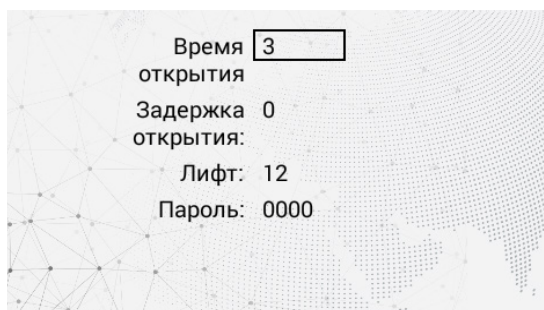 Время 3
открытия
Задержка 0
открытия:
Лифт: 12
Пароль: 0000